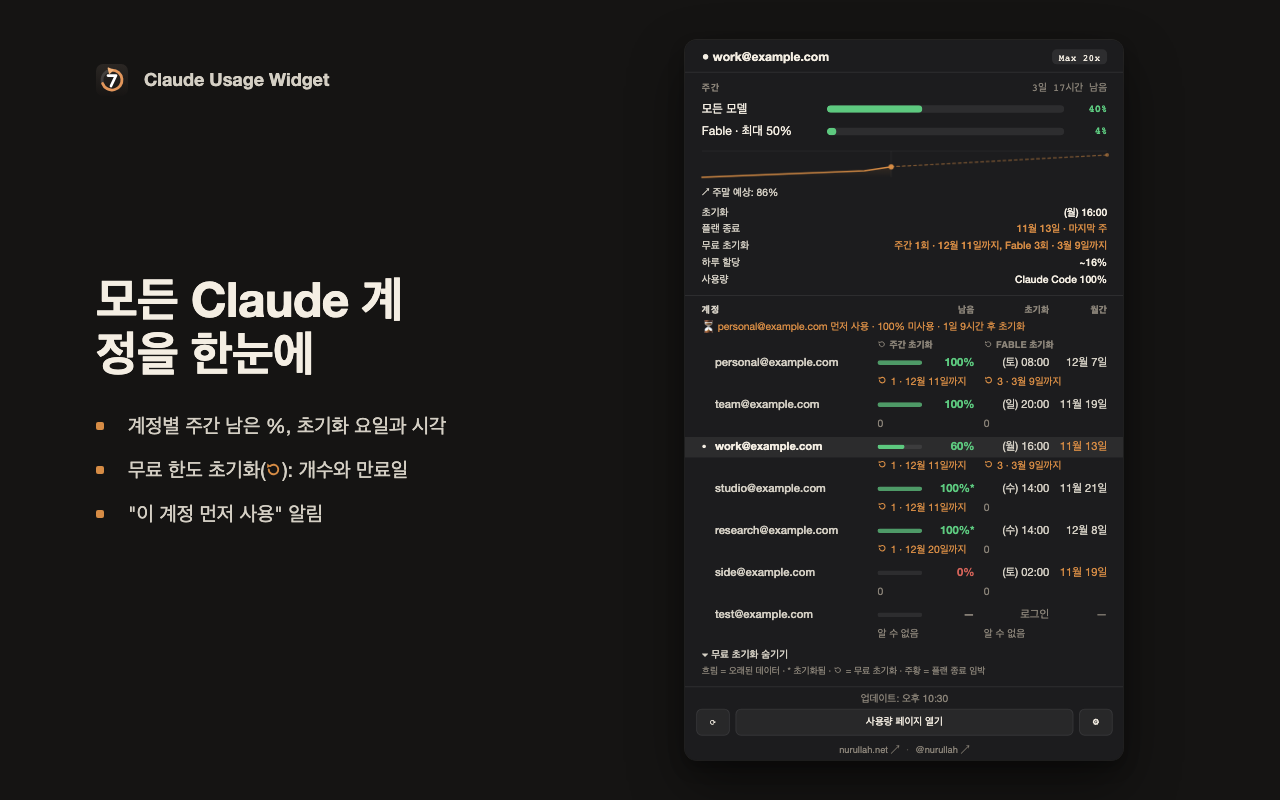 7
Claude Usage Widget
모든 Claude 계
정을 한눈에
계정별 주간 남은 %, 초기화 요일과 시각
무료 한도 초기화(↺): 개수와 만료일
"이 계정 먼저 사용" 알림
• work@example.com Max 20x
주간 3일 17시간 남음
모든 모델 40%
Fable · 최대 50% 4%
↗ 주말 예상: 86%
초기화 (월) 16:00
플랜 종료 11월 13일 · 마지막 주
무료 초기화 주간 1회 · 12월 11일까지, Fable 3회 · 3월 9일까지
하루 할당 ~16%
사용량 Claude Code 100%
계정 남음 초기화 월간
⏳ personal@example.com 먼저 사용 · 100% 미사용 · 1일 9시간 후 초기화
↺ 주간 초기화 ↺ FABLE 초기화
personal@example.com 100% (토) 08:00 12월 7일
↺ 1 · 12월 11일까지 ↺ 3 · 3월 9일까지
team@example.com 100% (일) 20:00 11월 19일
0 0
• work@example.com 60% (월) 16:00 11월 13일
↺ 1 · 12월 11일까지 ↺ 3 · 3월 9일까지
studio@example.com 100%* (수) 14:00 11월 21일
↺ 1 · 12월 11일까지 0
research@example.com 100%* (수) 14:00 12월 8일
↺ 1 · 12월 20일까지 0
side@example.com 0% (토) 02:00 11월 19일
0 0
test@example.com — 로그인 —
알 수 없음 알 수 없음
▾ 무료 초기화 숨기기
흐림 = 오래된 데이터 · * 초기화됨 · ↺ = 무료 초기화 · 주황 = 플랜 종료 임박
업데이트: 오후 10:30
사용량 페이지 열기
nurullah.net ↗ · @nurullah ↗